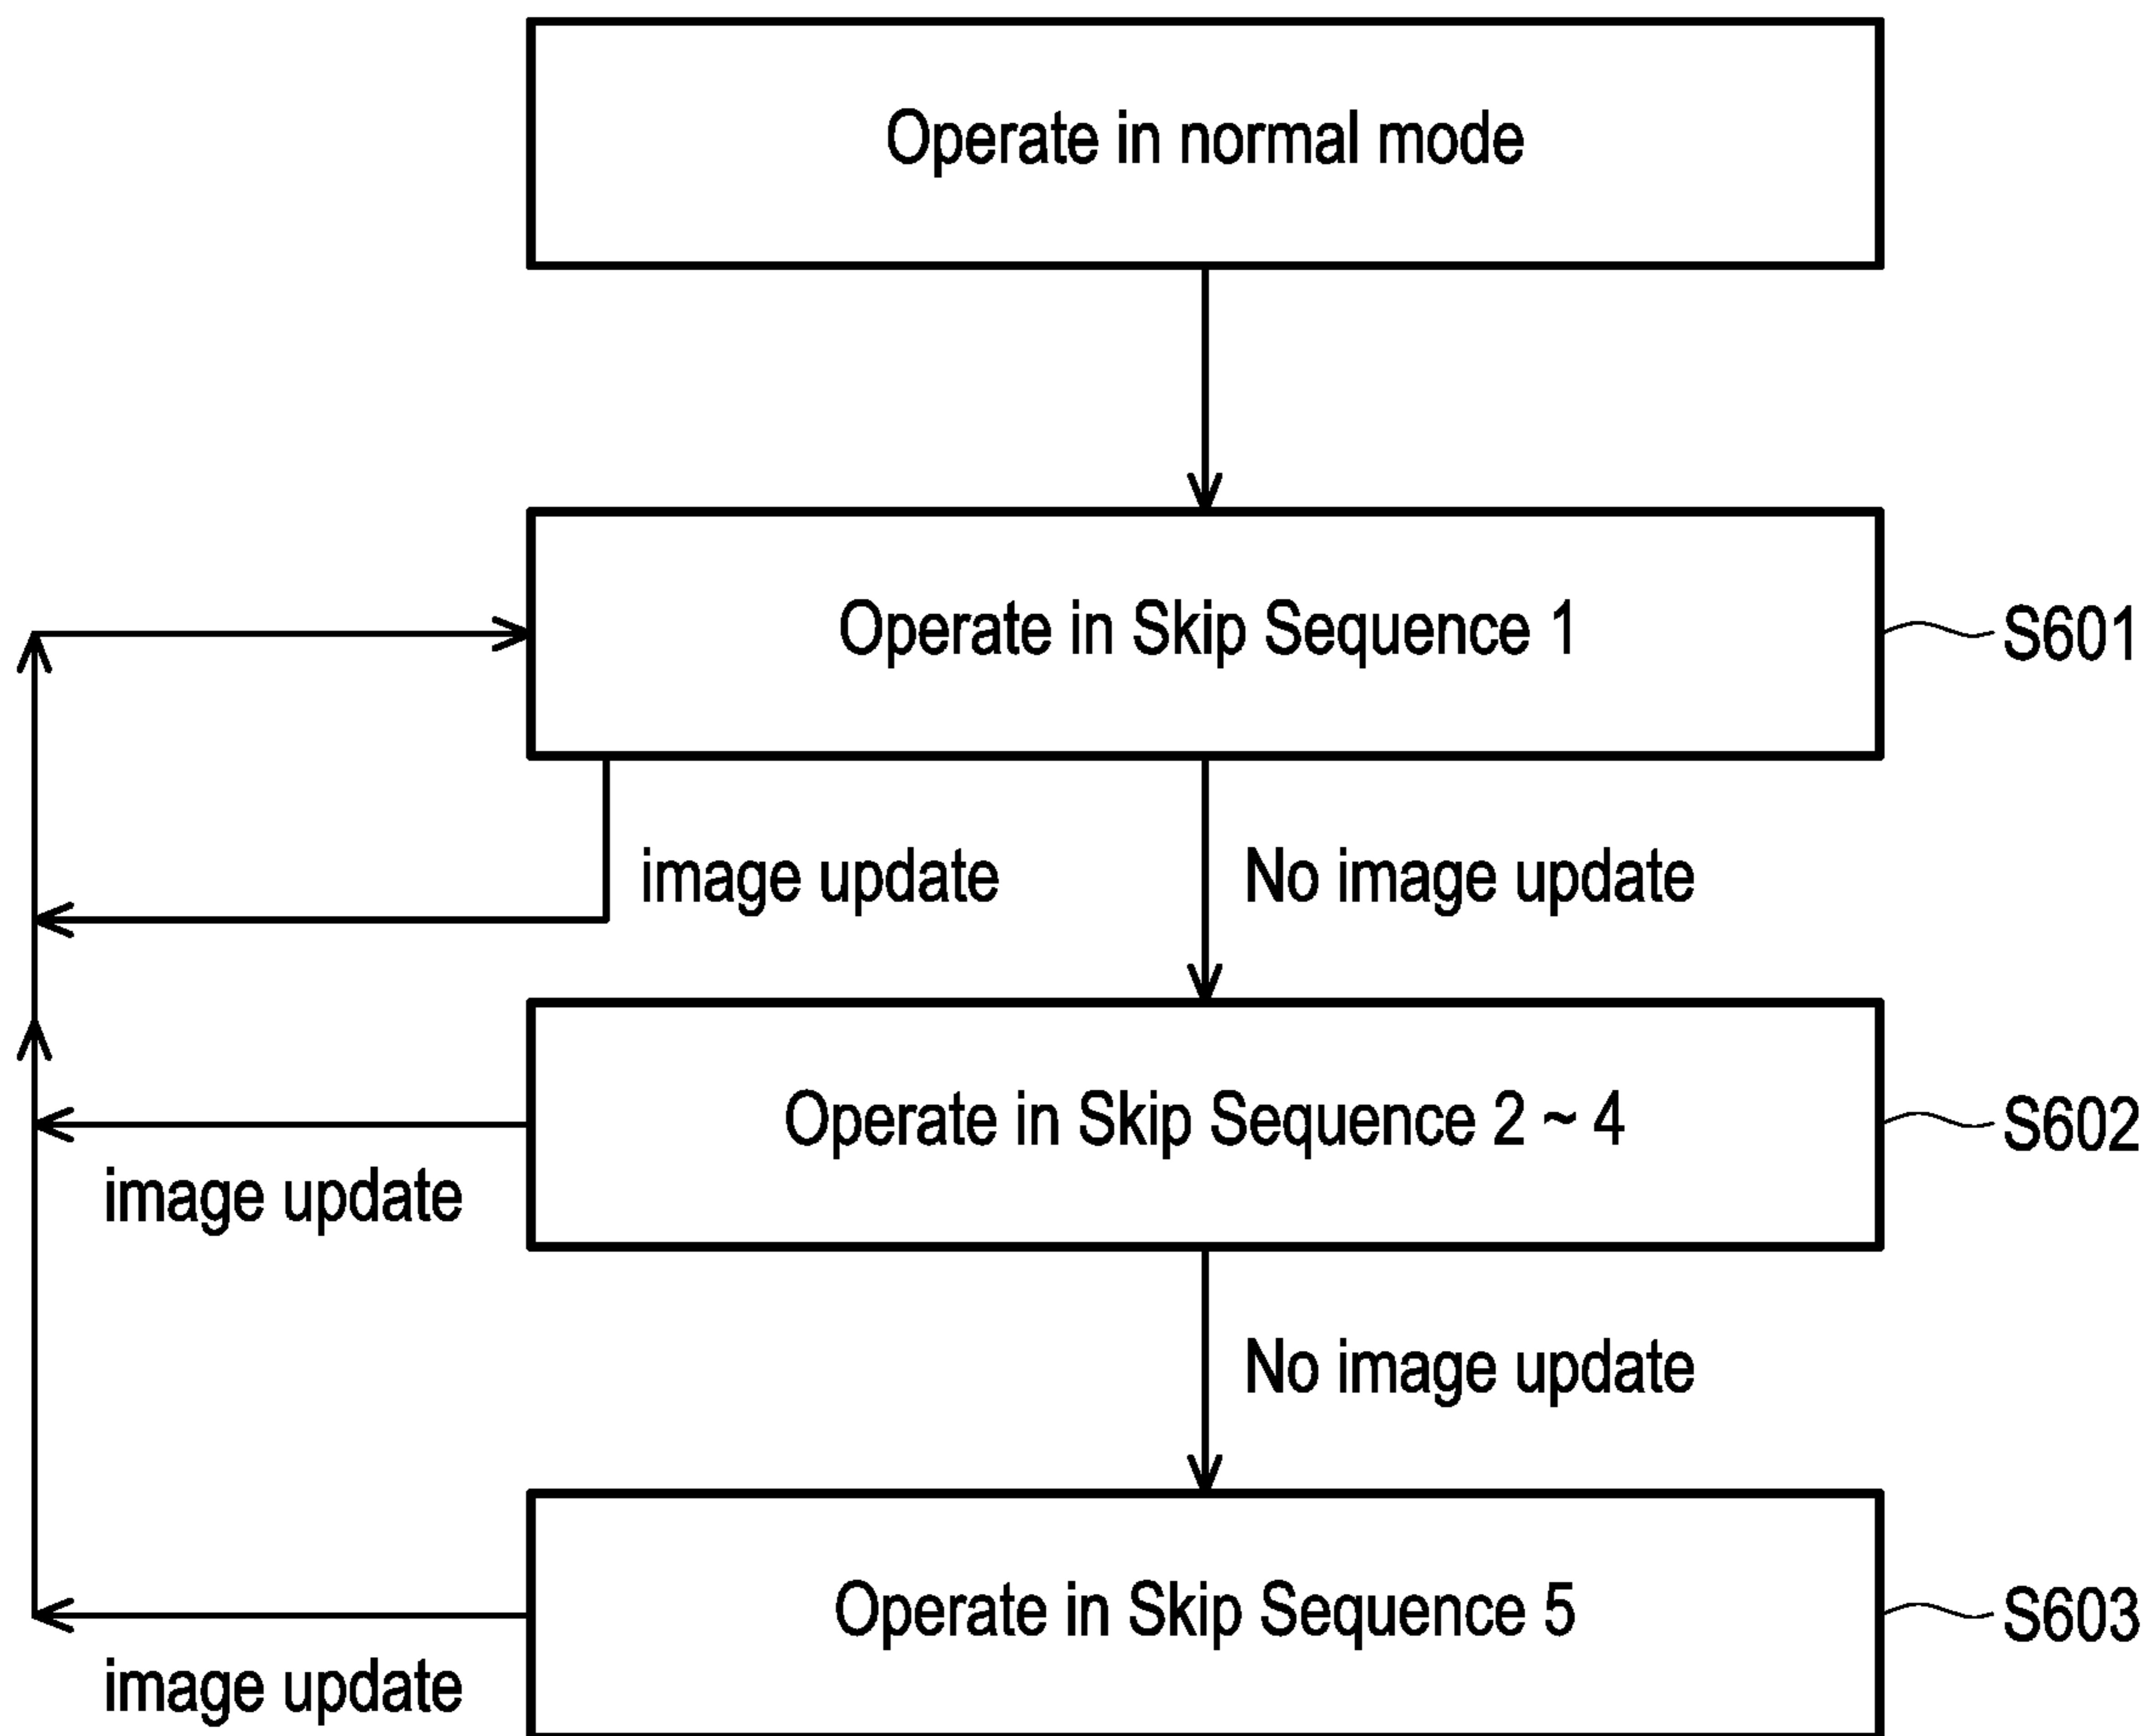 Operate in normal mode
Operate in Skip Sequence 1
S601
image update
No image update
Operate in Skip Sequence 2 ~ 4
S602
image update
No image update
Operate in Skip Sequence 5
S603
image update